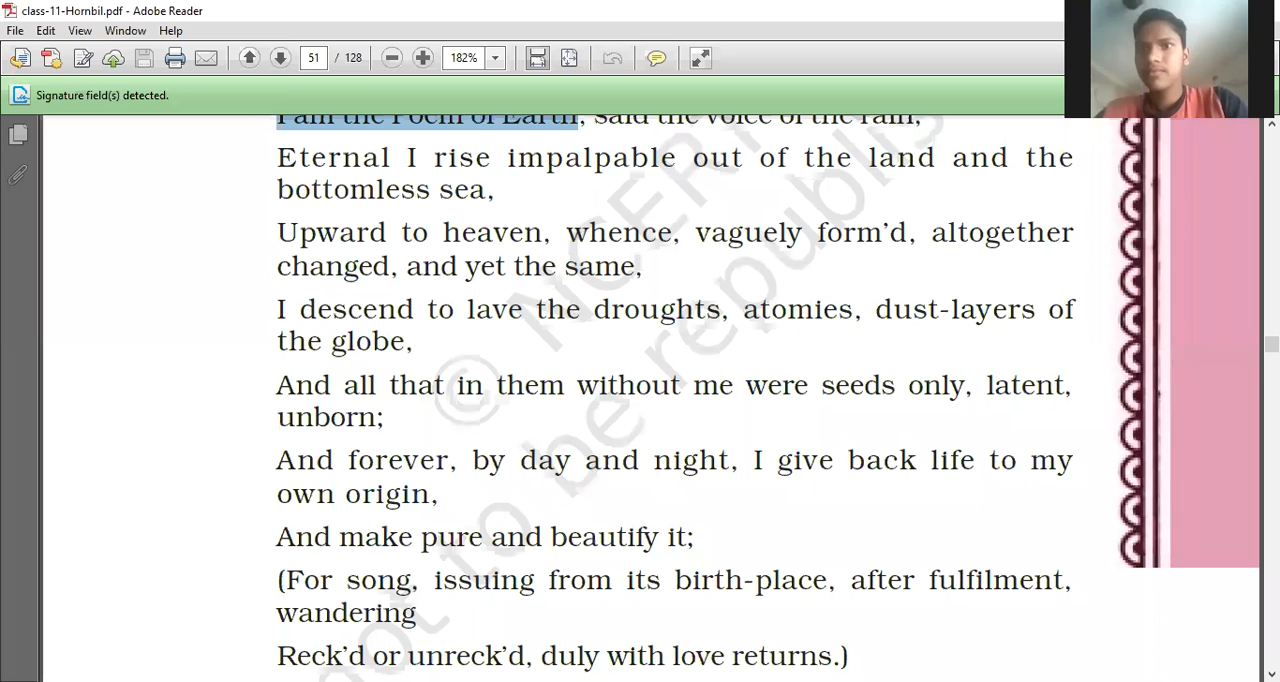 class-11-Hornbil.pdf - Adobe Reader
File Edit View Window Help
51 / 128 182%
Signature field(s) detected.
I am the Poem of Earth, said the voice of the rain,
Eternal I rise impalpable out of the land and the
bottomless sea,
Upward to heaven, whence, vaguely form'd, altogether
changed, and yet the same,
I descend to lave the droughts, atomies, dust-layers of
the globe,
And all that in them without me were seeds only, latent,
unborn;
And forever, by day and night, I give back life to my
own origin,
And make pure and beautify it;
(For song, issuing from its birth-place, after fulfilment,
wandering
Reck'd or unreck'd, duly with love returns.)
© NCERT
not to be republis